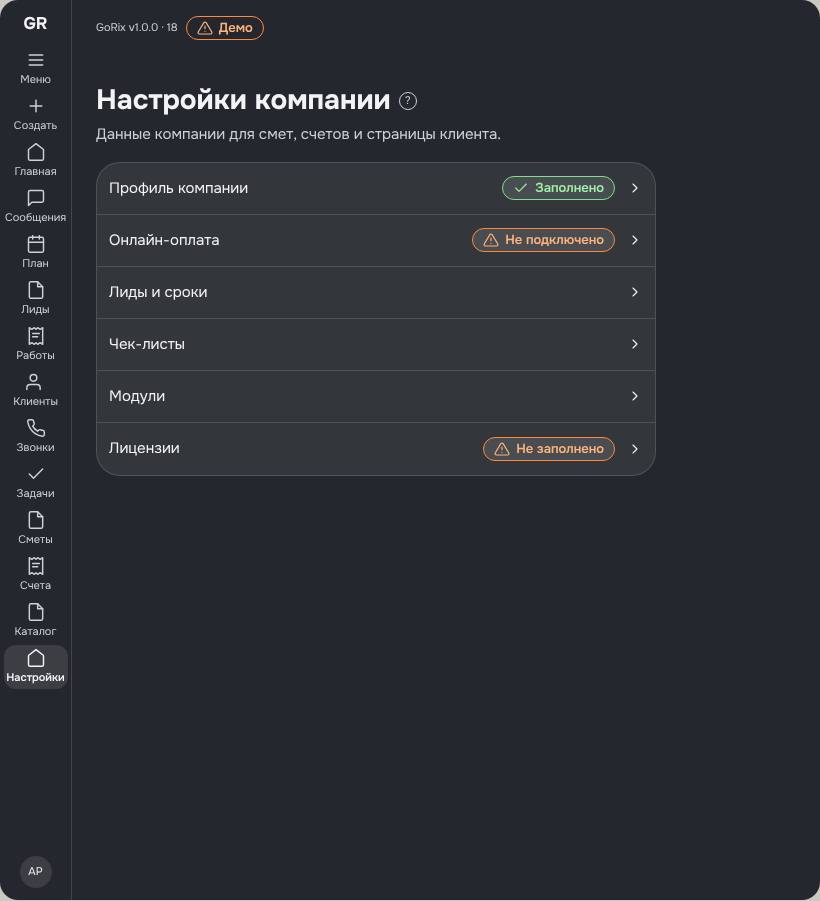 GR
Меню
Создать
Главная
Сообщения
План
Лиды
Работы
Клиенты
Звонки
Задачи
Сметы
Счета
Каталог
Настройки
AP
GoRix v1.0.0 · 18
Демо
Настройки компании ?
Данные компании для смет, счетов и страницы клиента.
Профиль компании Заполнено
Онлайн-оплата Не подключено
Лиды и сроки
Чек-листы
Модули
Лицензии Не заполнено